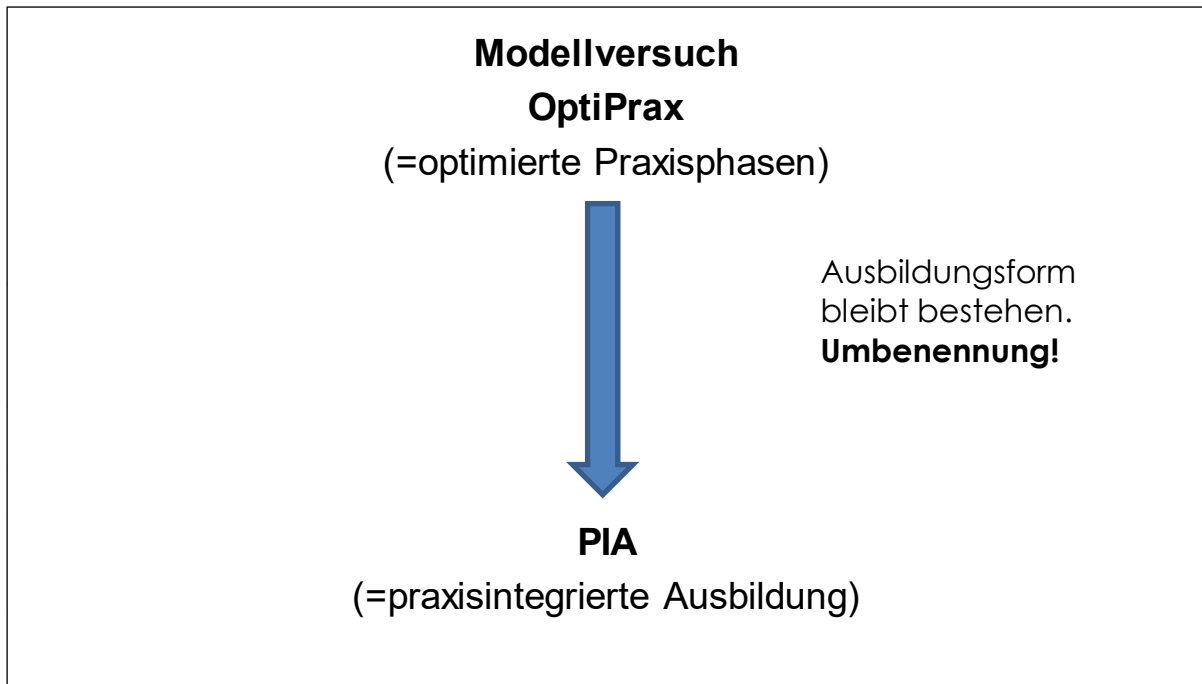 Modellversuch
OptiPrax
(=optimierte Praxisphasen)
Ausbildungsform
bleibt bestehen.
Umbenennung!
PIA
(=praxisintegrierte Ausbildung)